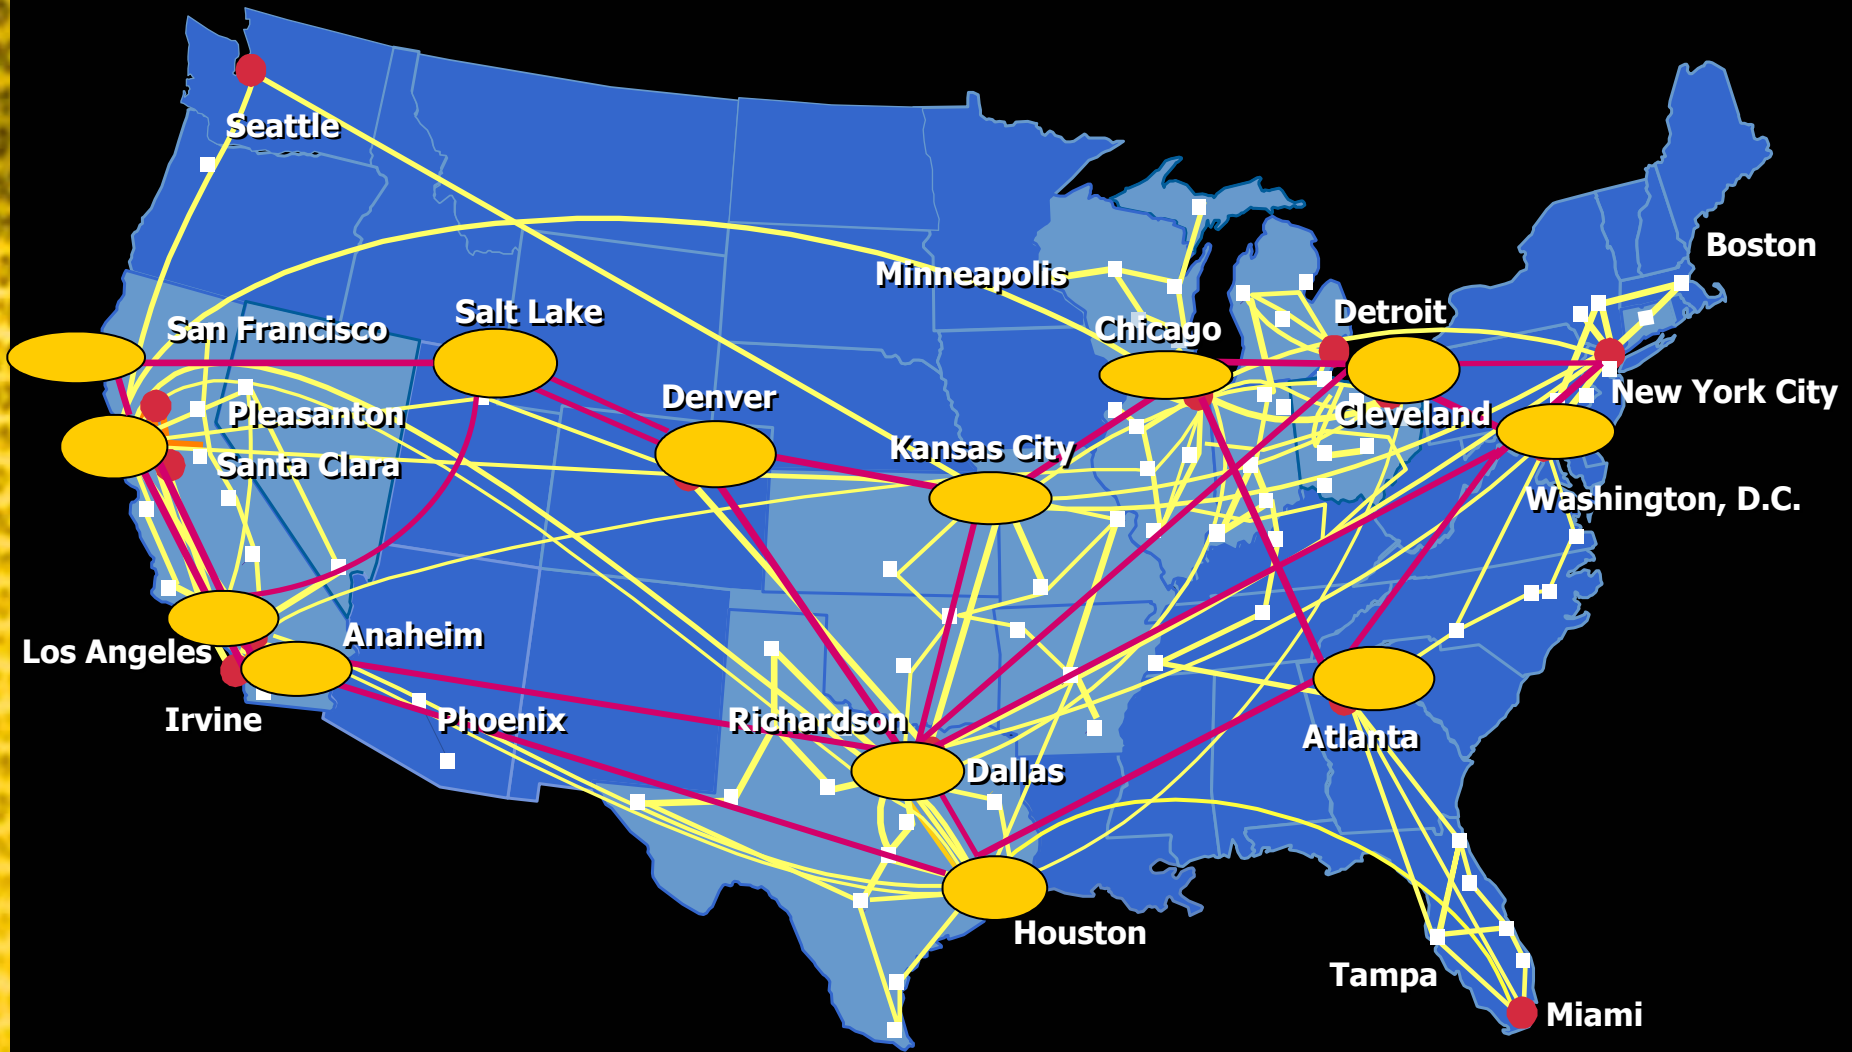 Seattle
Boston
Minneapolis
Salt Lake
Detroit
San Francisco
Chicago
Denver
New York City
Pleasanton
Cleveland
Kansas City
Santa Clara
Washington, D.C.
Anaheim
Los Angeles
Irvine
Phoenix
Richardson
Atlanta
Dallas
Houston
Tampa
Miami